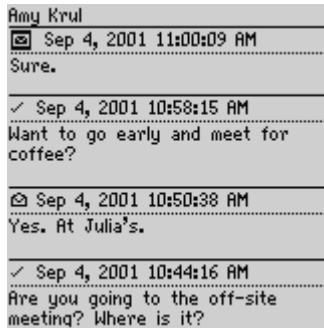 Amy Krul
Sep 4, 2001 11:00:09 AM
Sure.
✓ Sep 4, 2001 10:58:15 AM
Want to go early and meet for
coffee?
Sep 4, 2001 10:50:38 AM
Yes. At Julia's.
✓ Sep 4, 2001 10:44:16 AM
Are you going to the off-site
meeting? Where is it?